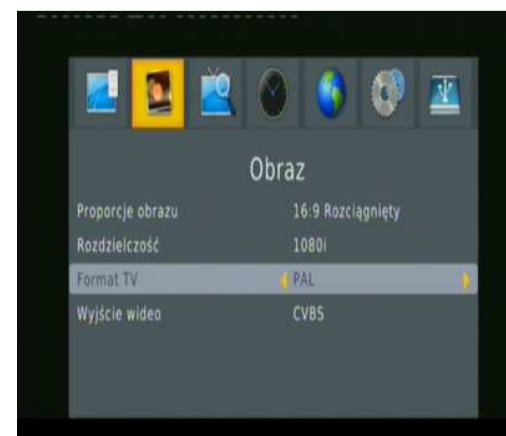 Obraz
Proporcje obrazu 16:9 Rozciągnięty
Rozdzielczość 1080i
Format TV PAL
Wyjście wideo CVBS